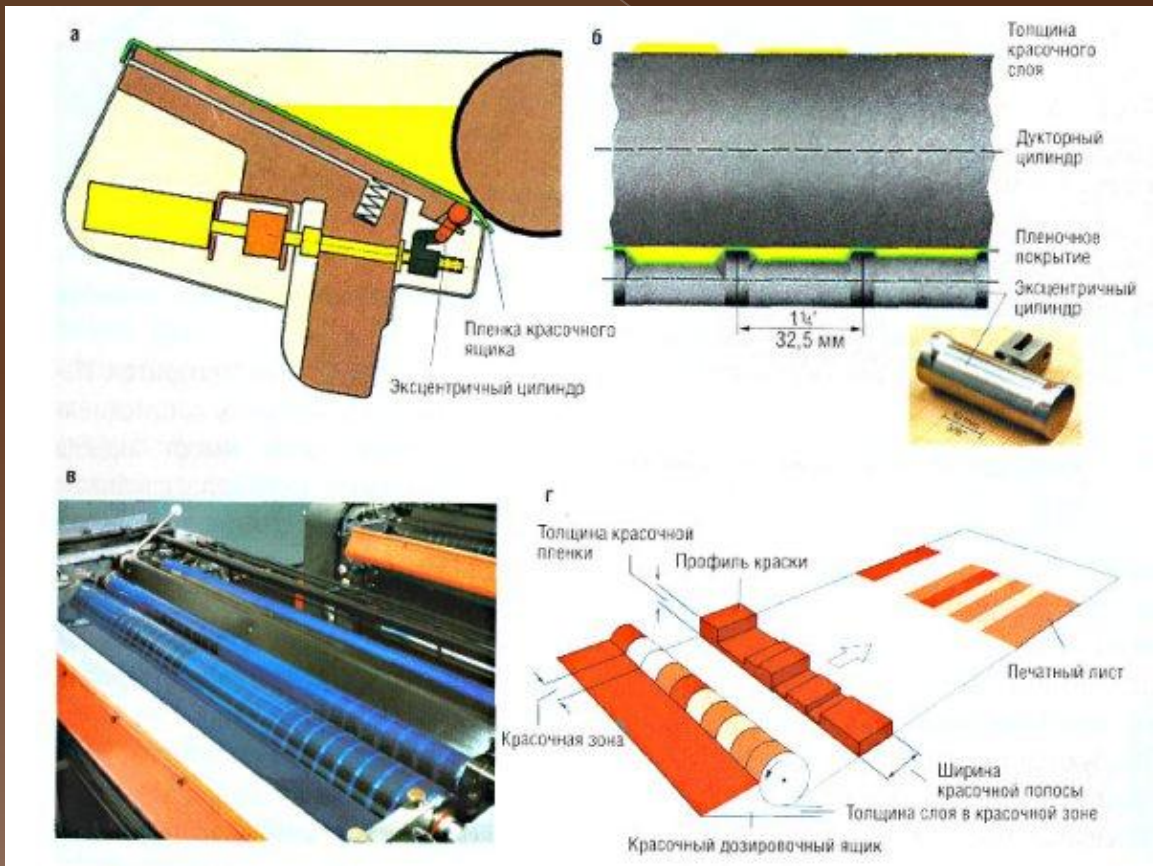 а
Пленка красочного
ящика
Эксцентричный цилиндр
б
Толщина
красочного
слоя
Дукторный
цилиндр
Пленочное
покрытие
Эксцентричный
цилиндр
1¼"
32,5 мм
в
г
Толщина красочной
пленки
Профиль краски
Печатный лист
Красочная зона
Ширина
красочной полосы
Толщина слоя в красочной зоне
Красочный дозировочный ящик